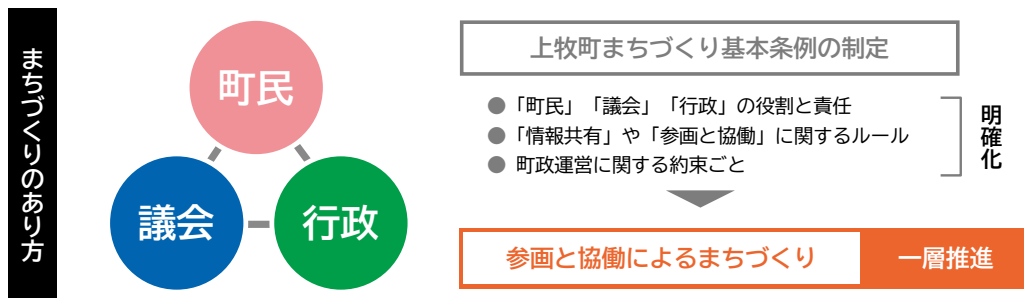 まちづくりのあり方
町民
議会
行政
上牧町まちづくり基本条例の制定
●「町民」「議会」「行政」の役割と責任
●「情報共有」や「参画と協働」に関するルール
● 町政運営に関する約束ごと
明確化
参画と協働によるまちづくり
一層推進